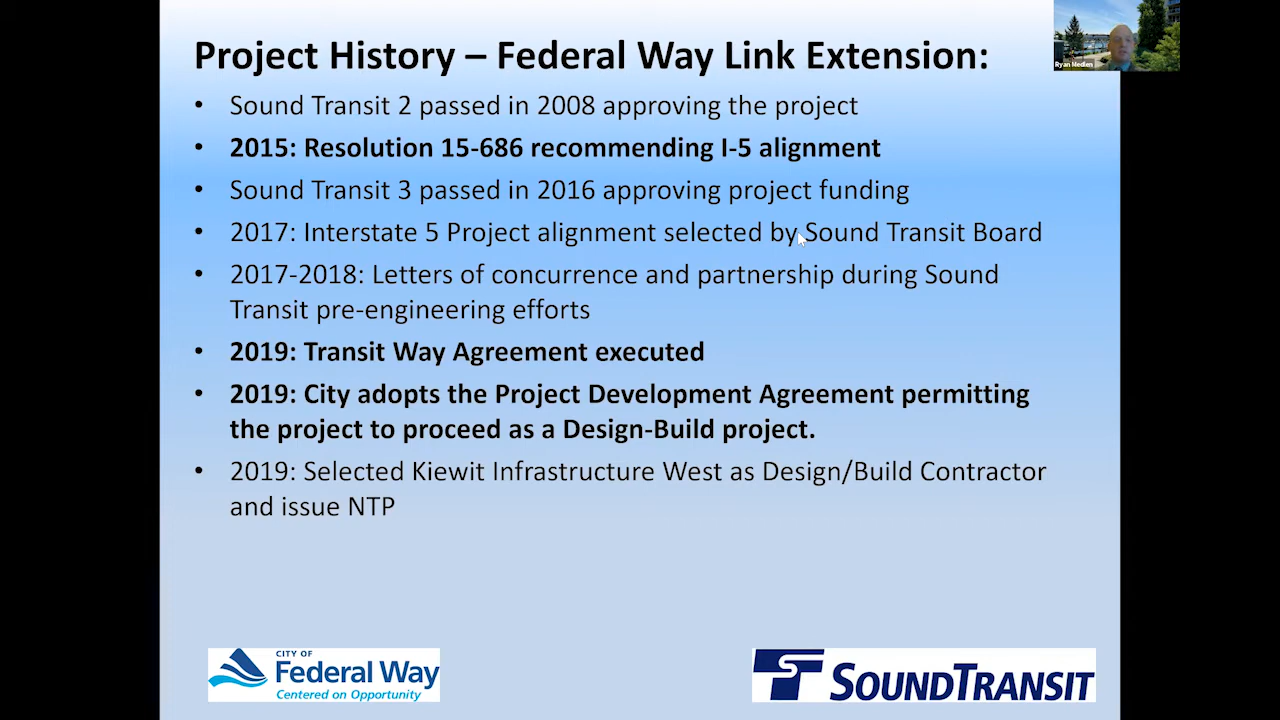 Project History – Federal Way Link Extension:
Ryan Medlen
• Sound Transit 2 passed in 2008 approving the project
• 2015: Resolution 15-686 recommending I-5 alignment
• Sound Transit 3 passed in 2016 approving project funding
• 2017: Interstate 5 Project alignment selected by Sound Transit Board
• 2017-2018: Letters of concurrence and partnership during Sound
Transit pre-engineering efforts
• 2019: Transit Way Agreement executed
• 2019: City adopts the Project Development Agreement permitting
the project to proceed as a Design-Build project.
• 2019: Selected Kiewit Infrastructure West as Design/Build Contractor
and issue NTP
CITY OF
Federal Way
Centered on Opportunity
SOUNDTRANSIT